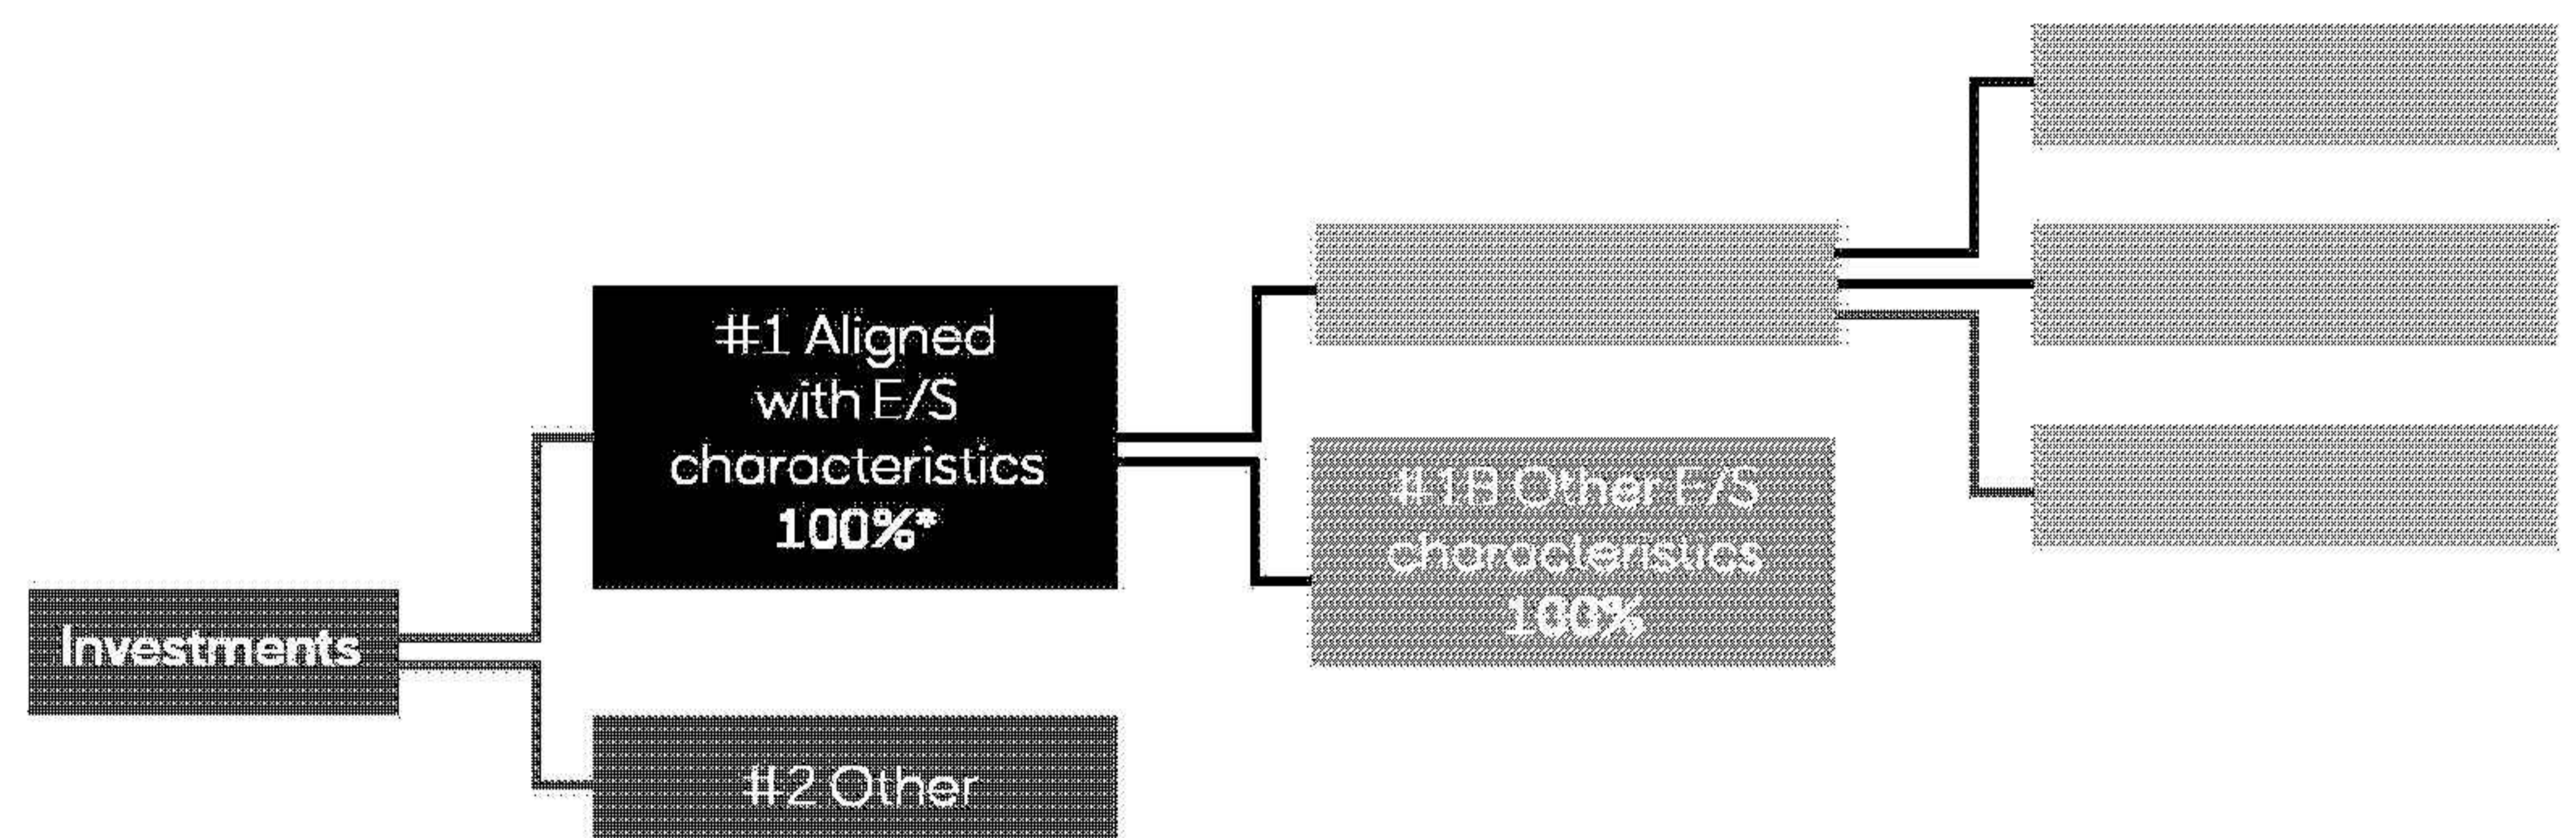 #1 Aligned
with E/S
characteristics
100%*
#1B Other E/S
characteristics
100%
Investments
#2 Other